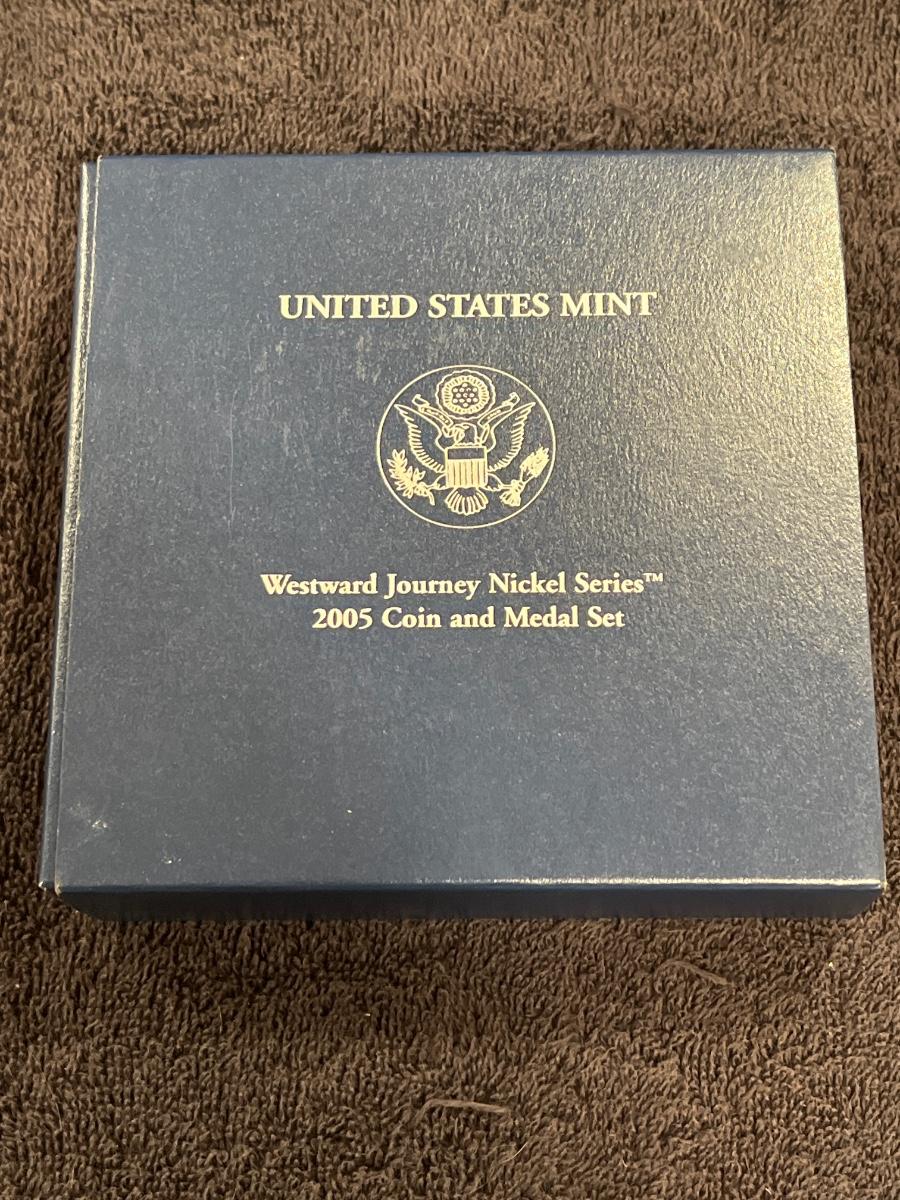 UNITED STATES MINT
Westward Journey Nickel Series™
2005 Coin and Medal Set